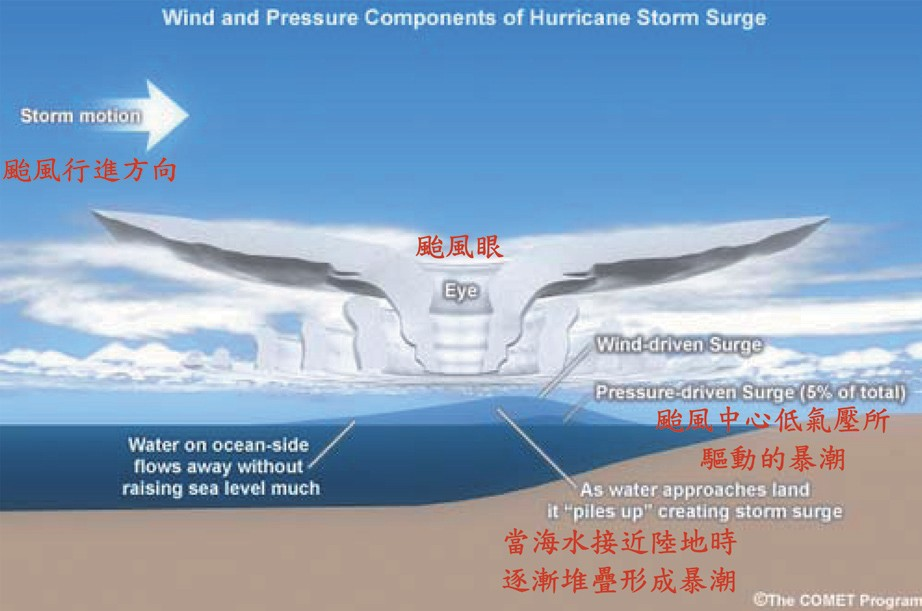 Wind and Pressure Components of Hurricane Storm Surge
Storm motion
颱風行進方向
颱風眼
Eye
Wind-driven Surge
Pressure-driven Surge (5% of total)
颱風中心低氣壓所
驅動的暴潮
Water on ocean-side
flows away without
raising sea level much
As water approaches land
it “piles up” creating storm surge
當海水接近陸地時
逐漸堆疊形成暴潮
©The COMET Program